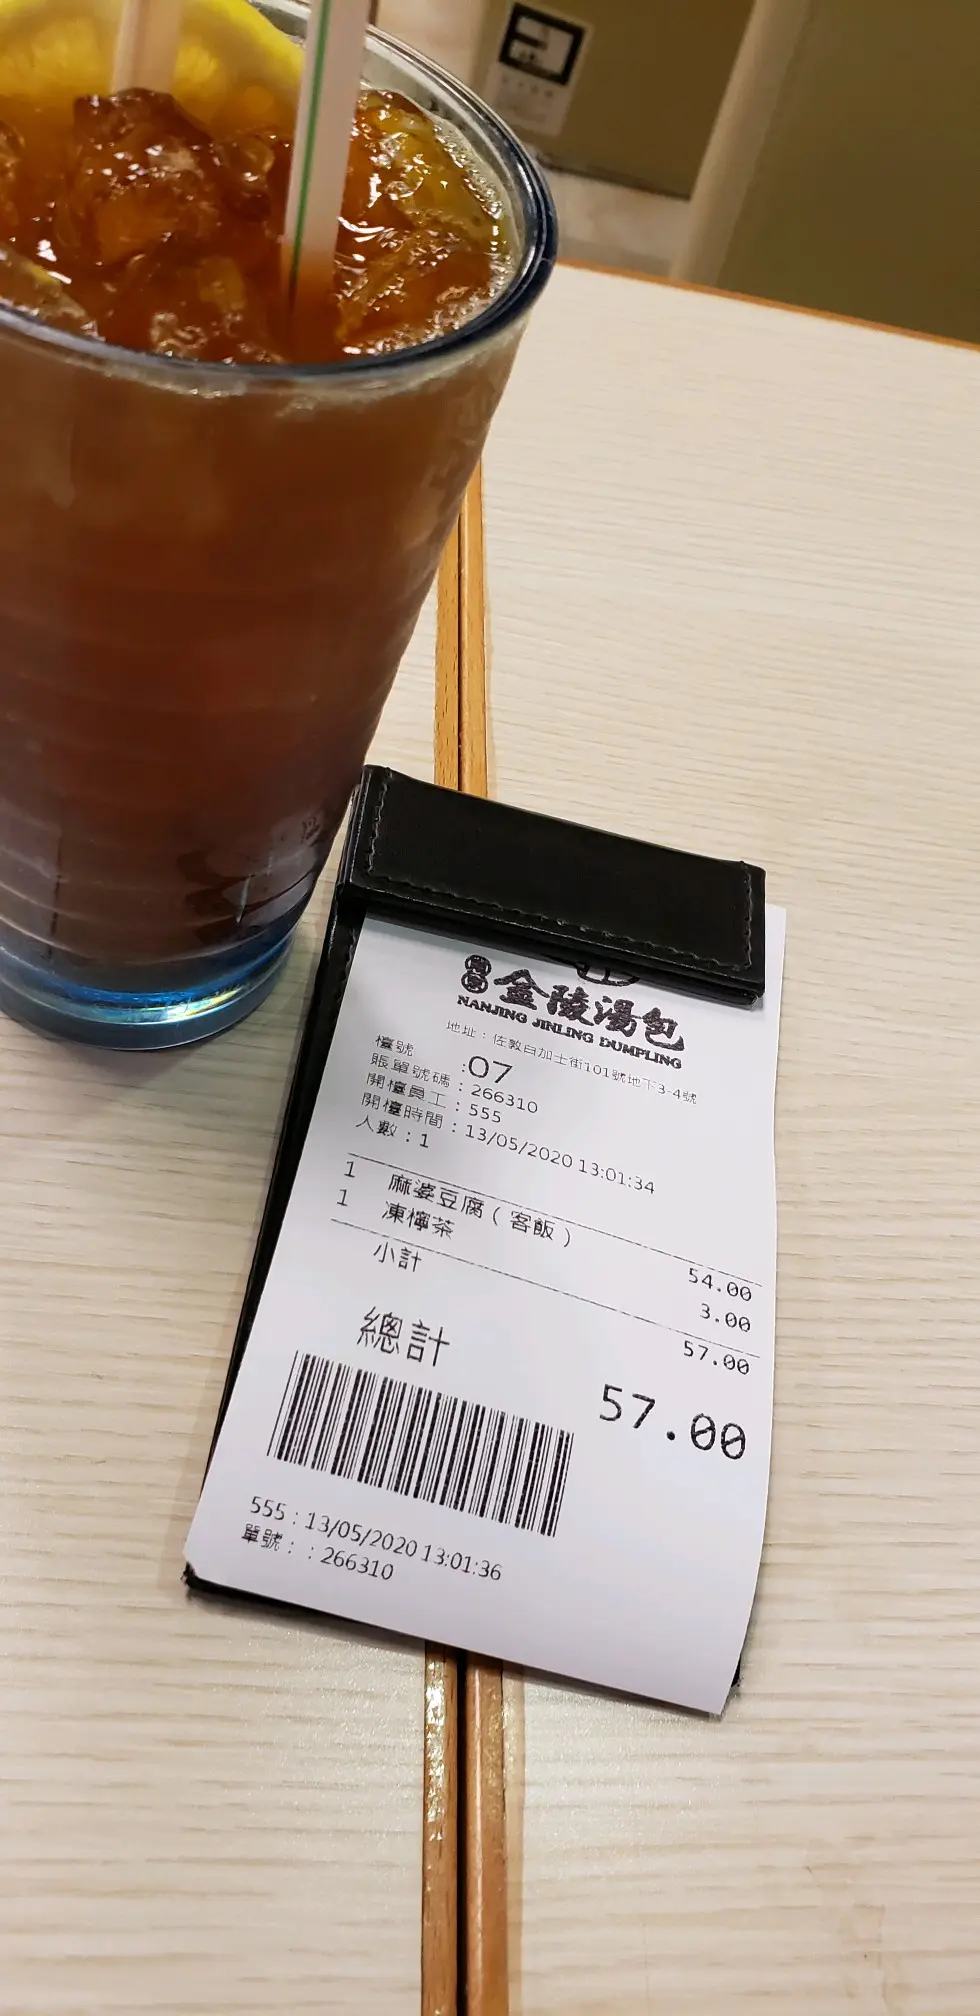 南京
金陵湯包
NANJING JINLING DUMPLING
地址：佐敦白加士街101號地下3-4號
檯號 :07
賬單號碼：266310
開檯員工：555
開檯時間：13/05/2020 13:01:34
人數：1
1 麻婆豆腐（客飯） 54.00
1 凍檸茶 3.00
小計 57.00
總計 57.00
555：13/05/2020 13:01:36
單號：：266310